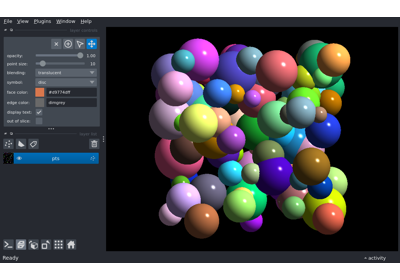 File View Plugins Window Help
layer controls
opacity: 1.00
point size: 10
blending: translucent
symbol: disc
face color: #d9774dff
edge color: dimgrey
display text: ✓
out of slice:
layer list
pts
Ready
activity